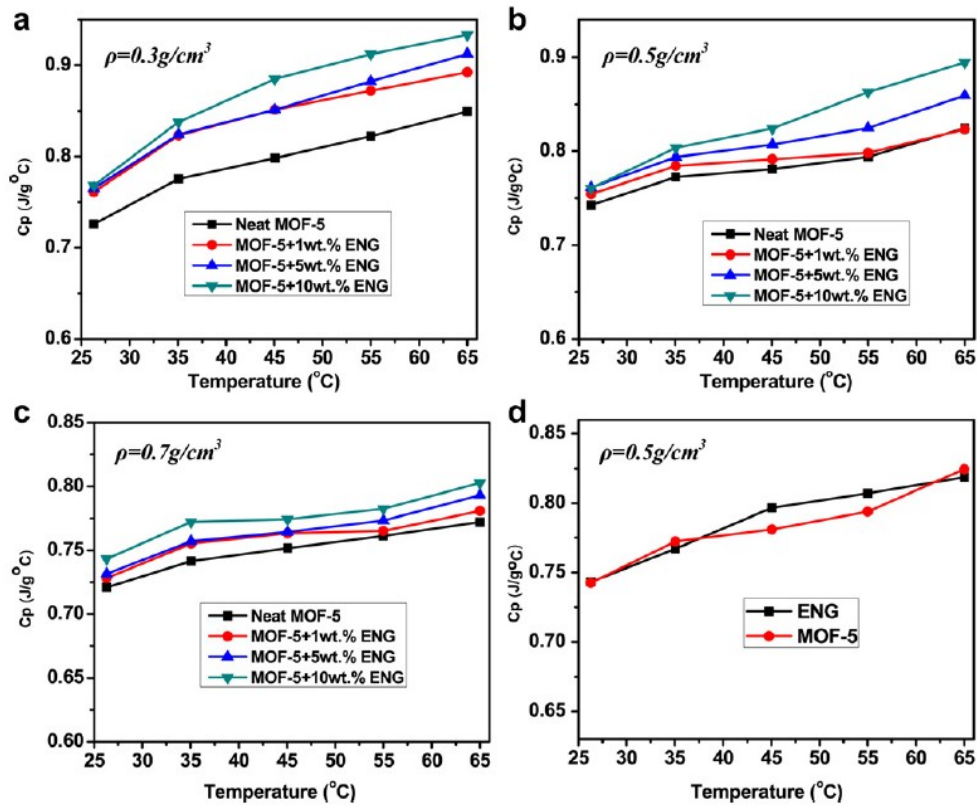 a
ρ=0.3g/cm³
0.9
0.8
0.7
0.6
Cp (J/g°C)
Neat MOF-5
MOF-5+1wt.% ENG
MOF-5+5wt.% ENG
MOF-5+10wt.% ENG
25 30 35 40 45 50 55 60 65
Temperature (°C)
b
ρ=0.5g/cm³
0.9
0.8
0.7
0.6
Cp (J/g°C)
Neat MOF-5
MOF-5+1wt.% ENG
MOF-5+5wt.% ENG
MOF-5+10wt.% ENG
25 30 35 40 45 50 55 60 65
Temperature (°C)
c
ρ=0.7g/cm³
0.85
0.80
0.75
0.70
0.65
0.60
Cp (J/g°C)
Neat MOF-5
MOF-5+1wt.% ENG
MOF-5+5wt.% ENG
MOF-5+10wt.% ENG
25 30 35 40 45 50 55 60 65
Temperature (°C)
d
ρ=0.5g/cm³
0.85
0.80
0.75
0.70
0.65
Cp (J/g°C)
ENG
MOF-5
25 30 35 40 45 50 55 60 65
Temperature (°C)